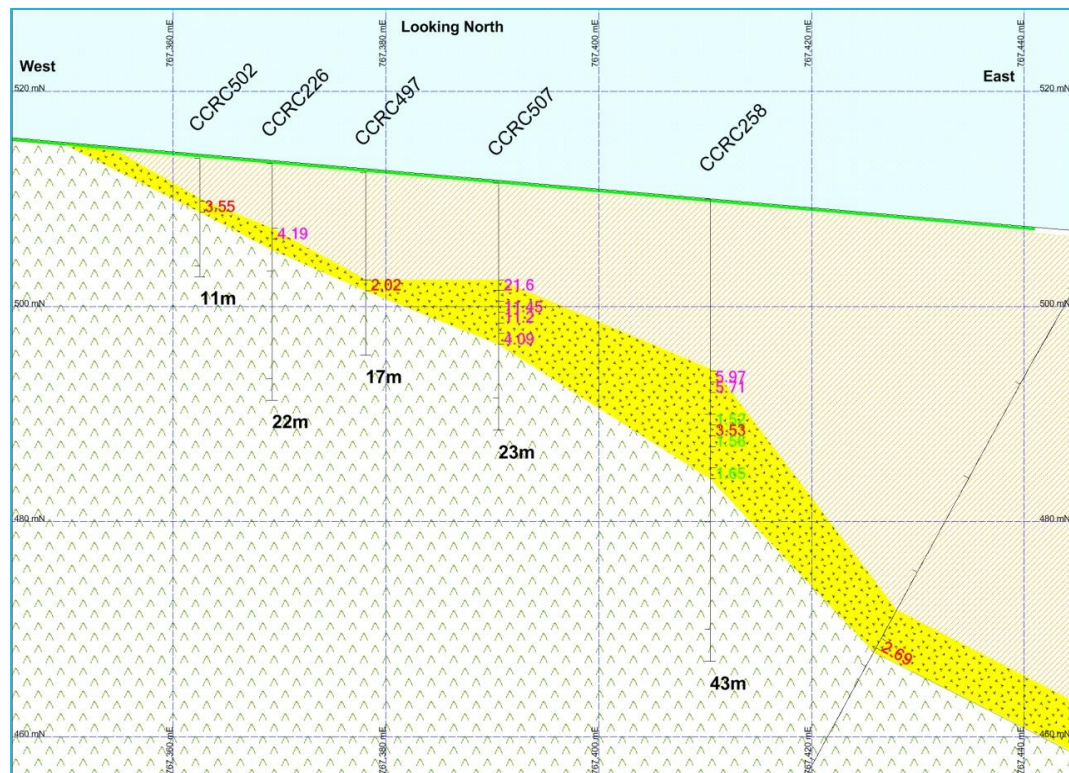 Looking North
West
East
767,360 mE
767,380 mE
767,400 mE
767,420 mE
767,440 mE
520 mN
520 mN
CCRC502
CCRC226
CCRC497
CCRC507
CCRC258
3.55
4.19
2.02
21.6
11.45
11.2
4.09
500 mN
500 mN
11m
17m
22m
23m
5.97
5.71
1.52
3.53
1.58
1.65
480 mN
480 mN
2.69
43m
460 mN
460 mN
767,360 mE
767,380 mE
767,400 mE
767,420 mE
767,440 mE